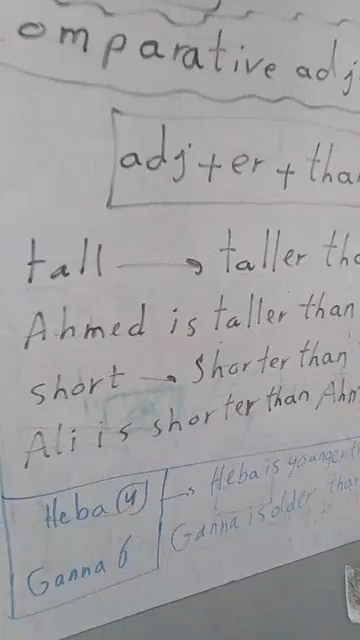 omparative adj
adj + er + tha
tall → taller tha
Ahmed is taller than
short → shorter than
Ali is shorter than Ahm
Heba (4) → Heba is younger th
Ganna 6 Ganna is older than